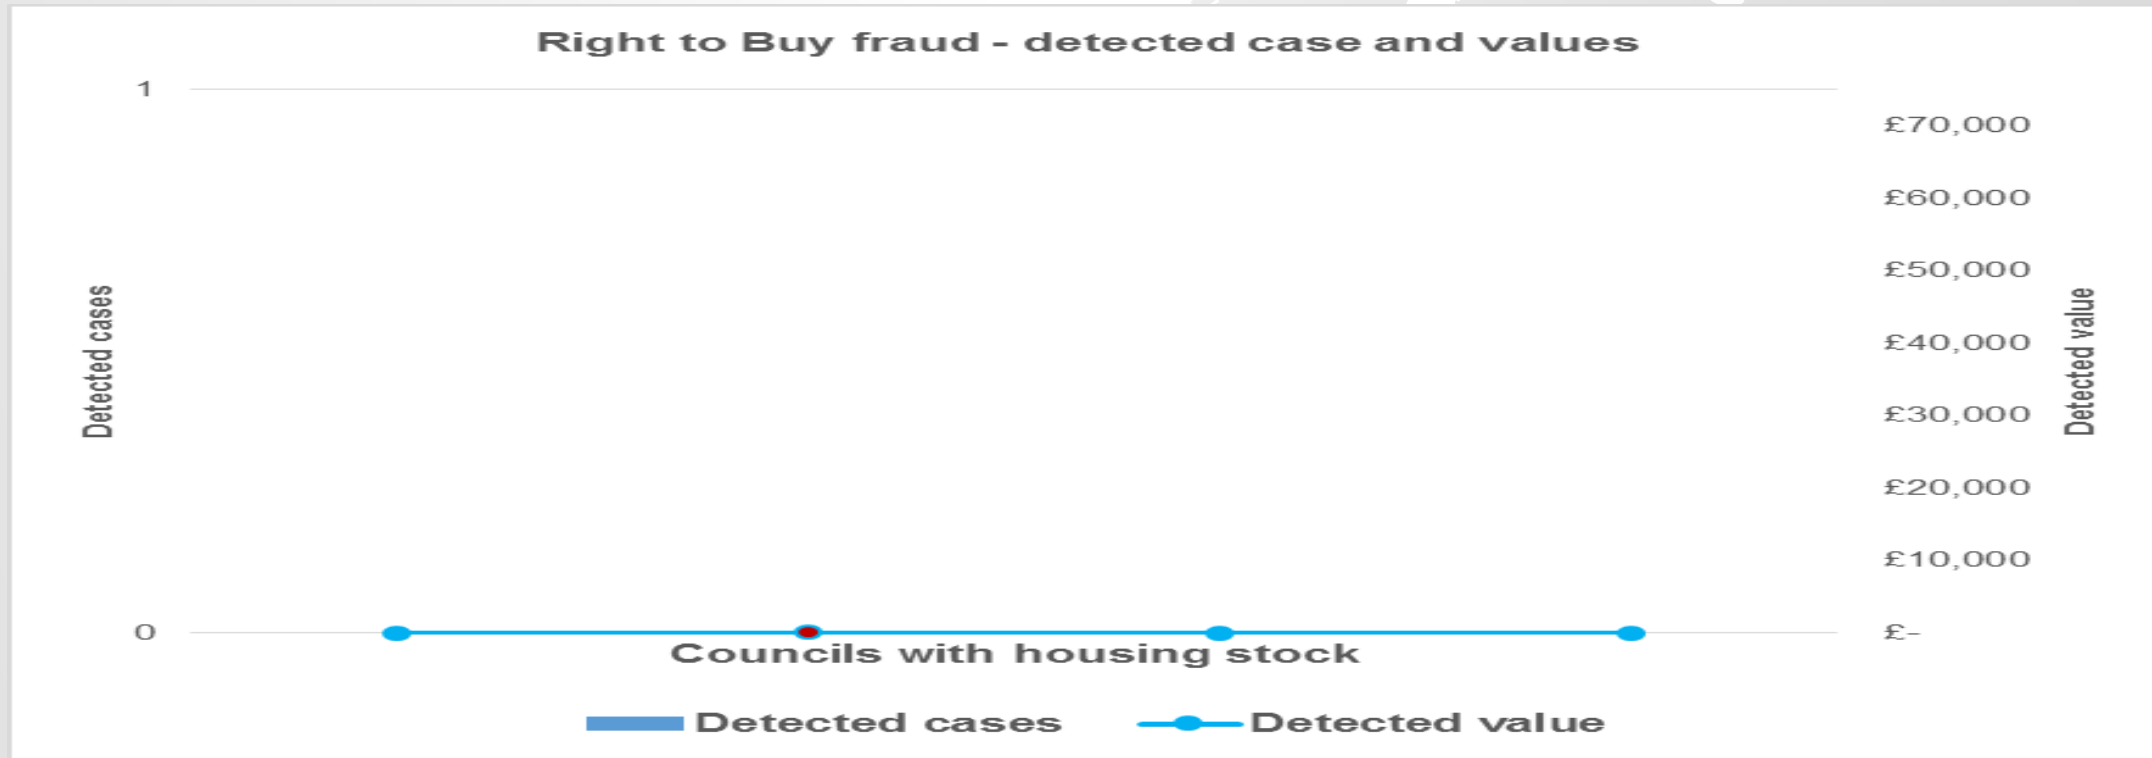 Right to Buy fraud - detected case and values
1
0
Detected cases
£70,000
£60,000
£50,000
£40,000
£30,000
£20,000
£10,000
£-
Detected value
Councils with housing stock
Detected cases
Detected value